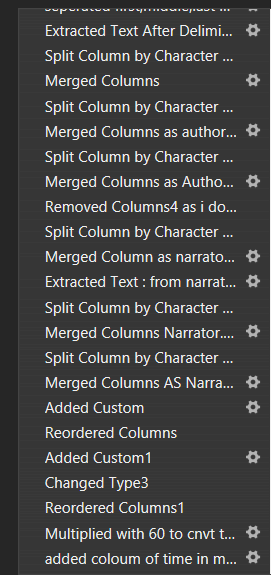 seperated first,middle,last ...
Extracted Text After Delimi...
Split Column by Character ...
Merged Columns
Split Column by Character ...
Merged Columns as author...
Split Column by Character ...
Merged Columns as Autho...
Removed Columns4 as i do...
Split Column by Character ...
Merged Column as narrato...
Extracted Text : from narrat...
Split Column by Character ...
Merged Columns Narrator....
Split Column by Character ...
Merged Columns AS Narra...
Added Custom
Reordered Columns
Added Custom1
Changed Type3
Reordered Columns1
Multiplied with 60 to cnvt t...
added coloum of time in m...